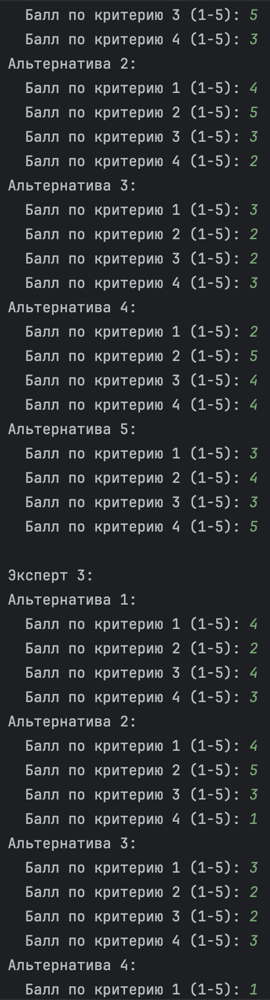 Балл по критерию 3 (1-5): 5
Балл по критерию 4 (1-5): 3
Альтернатива 2:
Балл по критерию 1 (1-5): 4
Балл по критерию 2 (1-5): 5
Балл по критерию 3 (1-5): 3
Балл по критерию 4 (1-5): 2
Альтернатива 3:
Балл по критерию 1 (1-5): 3
Балл по критерию 2 (1-5): 2
Балл по критерию 3 (1-5): 2
Балл по критерию 4 (1-5): 3
Альтернатива 4:
Балл по критерию 1 (1-5): 2
Балл по критерию 2 (1-5): 5
Балл по критерию 3 (1-5): 4
Балл по критерию 4 (1-5): 4
Альтернатива 5:
Балл по критерию 1 (1-5): 3
Балл по критерию 2 (1-5): 4
Балл по критерию 3 (1-5): 3
Балл по критерию 4 (1-5): 5
Эксперт 3:
Альтернатива 1:
Балл по критерию 1 (1-5): 4
Балл по критерию 2 (1-5): 2
Балл по критерию 3 (1-5): 4
Балл по критерию 4 (1-5): 3
Альтернатива 2:
Балл по критерию 1 (1-5): 4
Балл по критерию 2 (1-5): 5
Балл по критерию 3 (1-5): 3
Балл по критерию 4 (1-5): 1
Альтернатива 3:
Балл по критерию 1 (1-5): 3
Балл по критерию 2 (1-5): 2
Балл по критерию 3 (1-5): 2
Балл по критерию 4 (1-5): 3
Альтернатива 4:
Балл по критерию 1 (1-5): 1